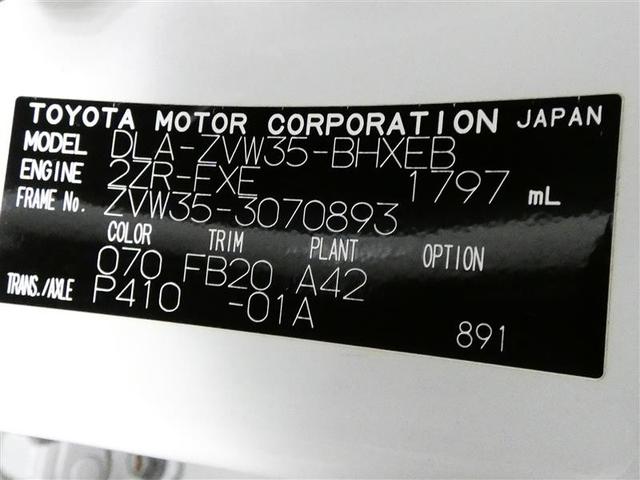 TOYOTA MOTOR CORPORATION JAPAN
MODEL DLA-ZVW35-BHXEB
ENGINE 2ZR-FXE 1797 mL
FRAME No. ZVW35-3070893
COLOR TRIM PLANT OPTION
070 FB20 A42
TRANS./AXLE P410 -01A
891